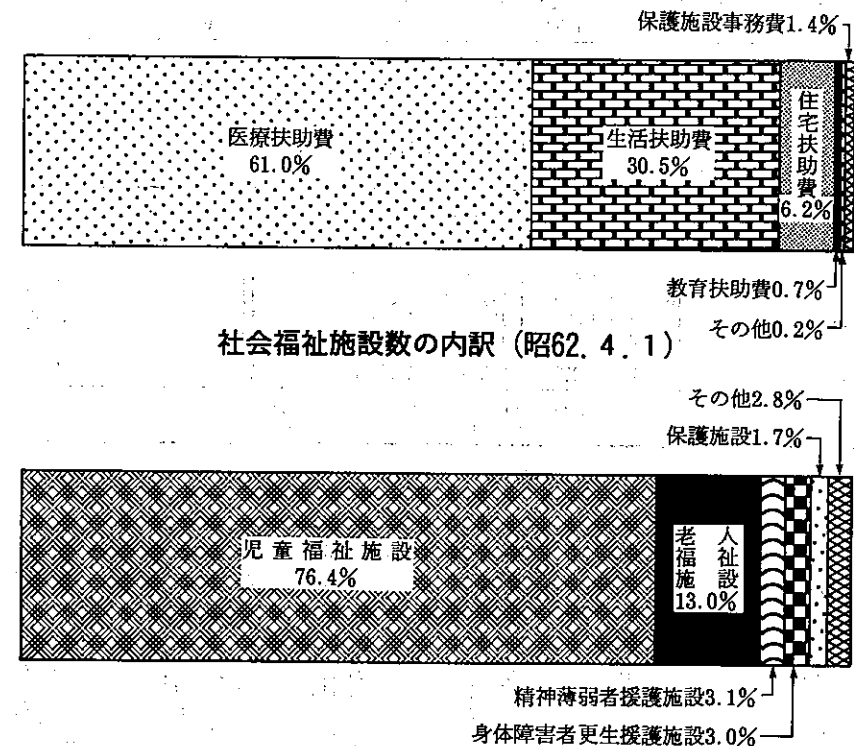 保護施設事務費1.4%
医療扶助費
61.0%
生活扶助費
30.5%
住宅扶助費
6.2%
教育扶助費0.7%
その他0.2%
社会福祉施設数の内訳（昭62．4．1）
その他2.8%
保護施設1.7%
児童福祉施設
76.4%
老人福祉施設
13.0%
精神薄弱者援護施設3.1%
身体障害者更生援護施設3.0%